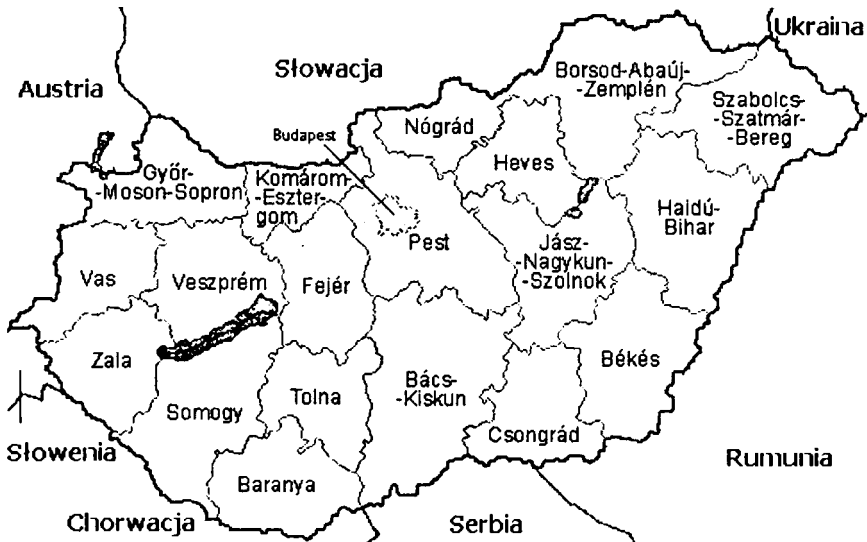 Ukraina
Austria
Słowacja
Borsod-Abaúj-
-Zemplén
Szabolcs-
-Szatmár-
-Bereg
Nógrád
Budapest
Heves
Győr-
-Moson-Sopron
Komárom-
-Eszter-
gom
Haidú-
Bihar
Pest
Jász-
-Nagykun-
-Szolnok
Vas
Veszprém
Fejér
Zala
Békés
Bács-
-Kiskun
Tolna
Somogy
Csongrád
Słowenia
Rumunia
Baranya
Chorwacja
Serbia